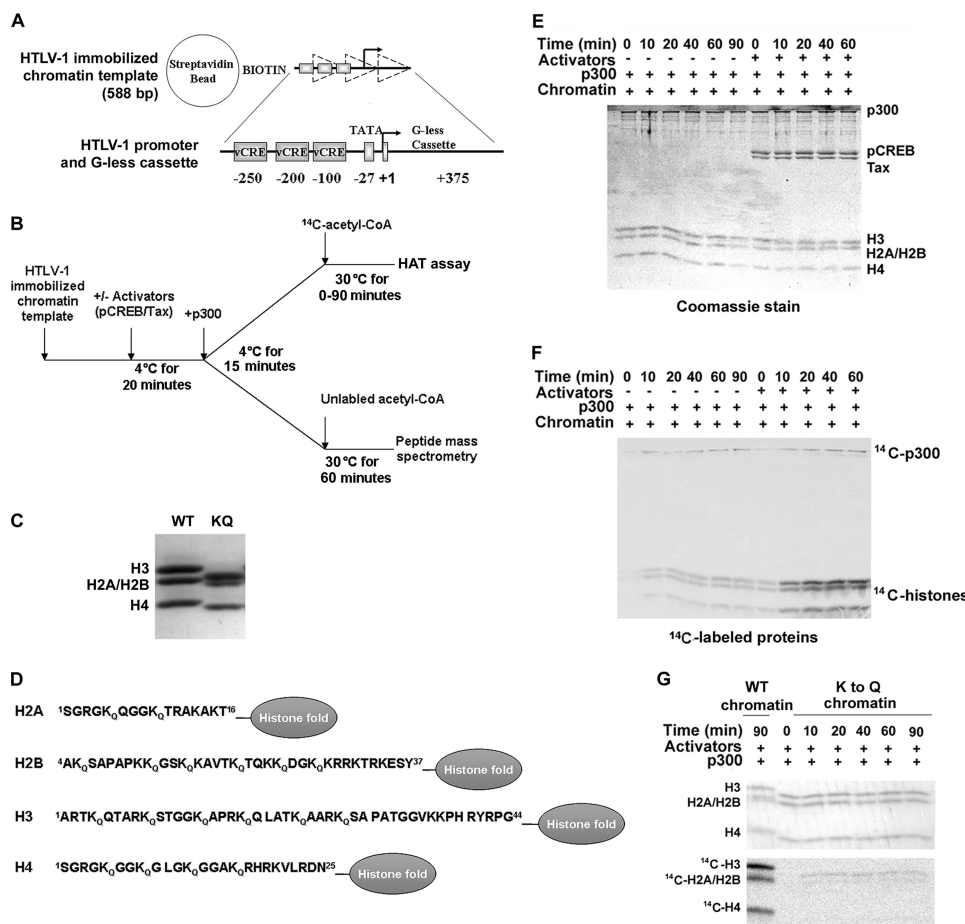 A
HTLV-1 immobilized
chromatin template
(588 bp)
Streptavidin
Bead
BIOTIN
HTLV-1 promoter
and G-less cassette
TATA
G-less
Cassette
vCRE vCRE vCRE
-250 -200 -100 -27 +1 +375
B
HTLV-1
immobilized
chromatin
template
+/- Activators
(pCREB/Tax)
+p300
4°C for
20 minutes
4°C for
15 minutes
14C-acetyl-CoA
HAT assay
30°C for
0-90 minutes
Unlabled acetyl-CoA
Peptide mass
spectrometry
30°C for
60 minutes
C
WT KQ
H3
H2A/H2B
H4
D
H2A 1SGRGKQQGGKQTRAKAKT16 Histone fold
H2B 4AKQSAPAPKKQGSKQKAVTKQTQKKQDGKQKRRKTRKESY37 Histone fold
H3 1ARTKQQTARKQSTGGKQAPRKQQLATKQAARKQSAPATGGVKKPHRYRPG44 Histone fold
H4 1SGRGKQGGKQGLGKQGGAKQRHRKVLRDN25 Histone fold
E
Time (min) 0 10 20 40 60 90 0 10 20 40 60
Activators - - - - - - + + + + +
p300 + + + + + + + + + + +
Chromatin + + + + + + + + + + +
p300
pCREB
Tax
H3
H2A/H2B
H4
Coomassie stain
F
Time (min) 0 10 20 40 60 90 0 10 20 40 60
Activators - - - - - - + + + + +
p300 + + + + + + + + + + +
Chromatin + + + + + + + + + + +
14C-p300
14C-histones
14C-labeled proteins
G
WT
chromatin
K to Q
chromatin
Time (min) 90 0 10 20 40 60 90
Activators + + + + + + +
p300 + + + + + + +
H3
H2A/H2B
H4
14C-H3
14C-H2A/H2B
14C-H4